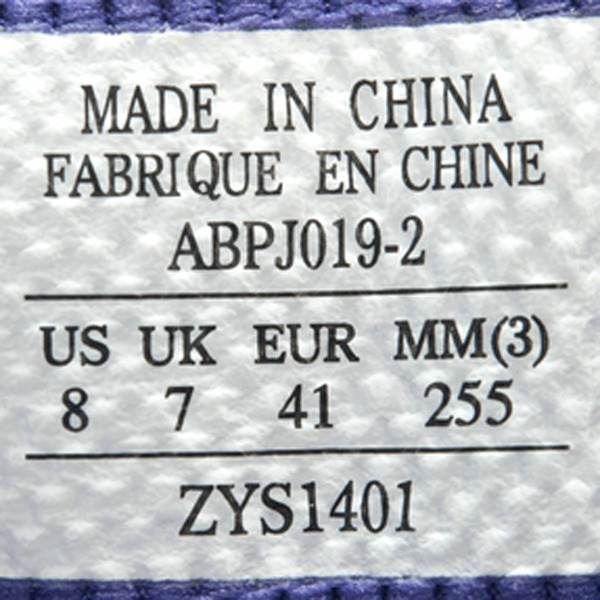 MADE IN CHINA
FABRIQUE EN CHINE
ABPJ019-2
US UK EUR MM(3)
8 7 41 255
ZYS1401